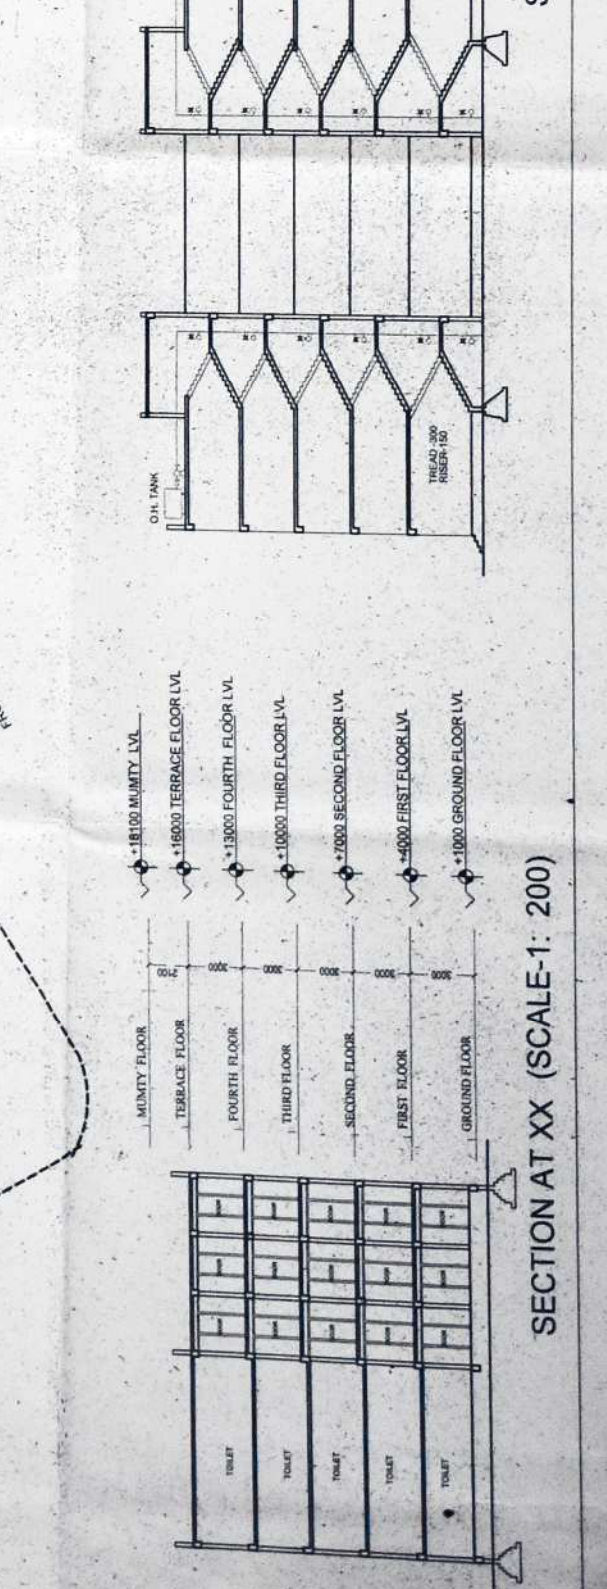 SECTION AT XX (SCALE-1: 200)
+18100 MUMTY LVL
+16000 TERRACE FLOOR LVL
+13000 FOURTH FLOOR LVL
+10000 THIRD FLOOR LVL
+7000 SECOND FLOOR LVL
+4000 FIRST FLOOR LVL
+1000 GROUND FLOOR LVL
MUMTY FLOOR
TERRACE FLOOR
FOURTH FLOOR
THIRD FLOOR
SECOND FLOOR
FIRST FLOOR
GROUND FLOOR
2100
3000
3000
3000
3000
3000
TOILET
TOILET
TOILET
TOILET
TOILET
O.H. TANK
TREAD -300
RISER-150